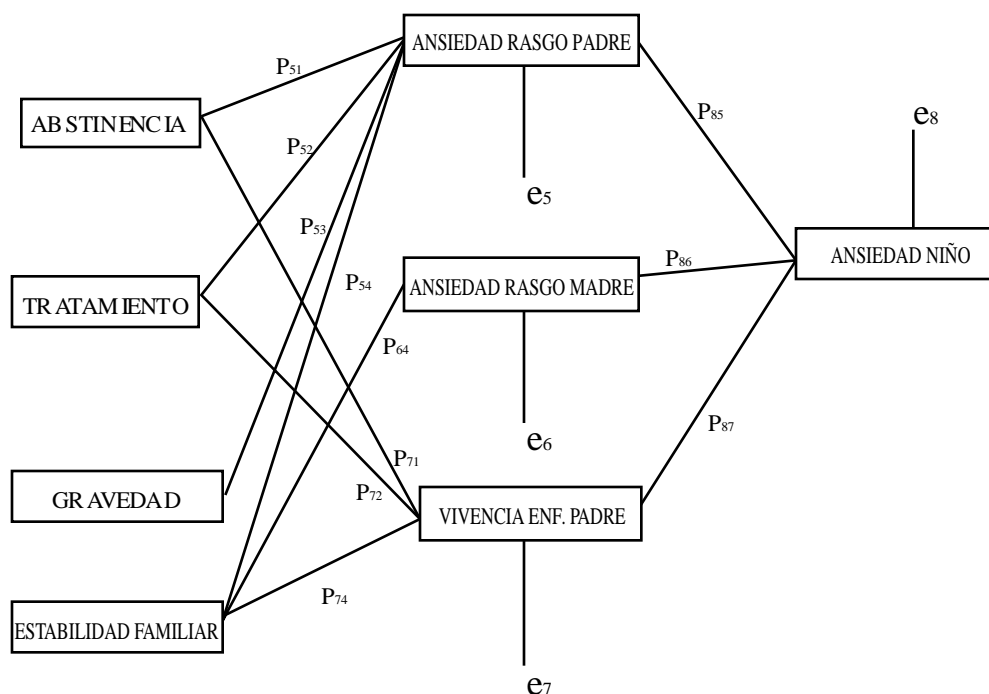 ANSIEDAD RASGO PADRE
P51
P85
ABSTINENCIA
e8
P52
e5
P53
ANSIEDAD NIÑO
P86
P54
ANSIEDAD RASGO MADRE
TRATAMIENTO
P64
P87
e6
P71
P72
GRAVEDAD
VIVENCIA ENF. PADRE
P74
ESTABILIDAD FAMILIAR
e7